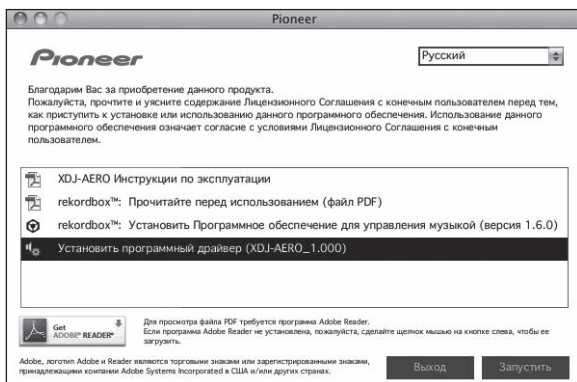 Pioneer
Pioneer
Русский
Благодарим Вас за приобретение данного продукта.
Пожалуйста, прочтите и уясните содержание Лицензионного Соглашения с конечным пользователем перед тем,
как приступить к установке или использованию данного программного обеспечения. Использование данного
программного обеспечения означает согласие с условиями Лицензионного Соглашения с конечным
пользователем.
XDJ-AERO Инструкции по эксплуатации
rekordbox™: Прочитайте перед использованием (файл PDF)
rekordbox™: Установить Программное обеспечение для управления музыкой (версия 1.6.0)
Установить программный драйвер (XDJ-AERO_1.000)
Get
ADOBE® READER®
Для просмотра файла PDF требуется программа Adobe Reader.
Если программа Adobe Reader не установлена, пожалуйста, сделайте щелчок мышью на кнопке слева, чтобы ее
загрузить.
Adobe, логотип Adobe и Reader являются торговыми знаками или зарегистрированными знаками,
принадлежащими компании Adobe Systems Incorporated в США и/или других странах.
Выход
Запустить